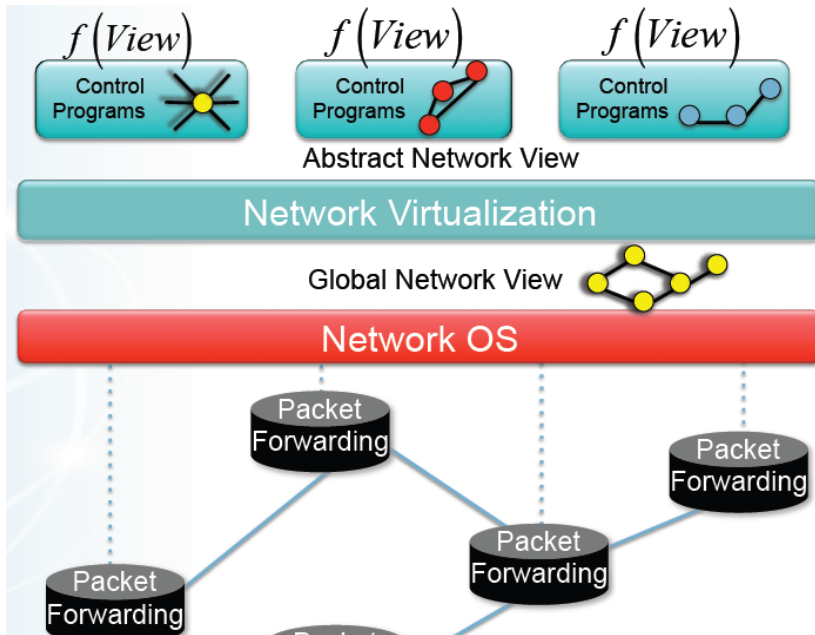 f(View)
f(View)
f(View)
Control
Programs
Control
Programs
Control
Programs
Abstract Network View
Network Virtualization
Global Network View
Network OS
Packet
Forwarding
Packet
Forwarding
Packet
Forwarding
Packet
Forwarding
Packet